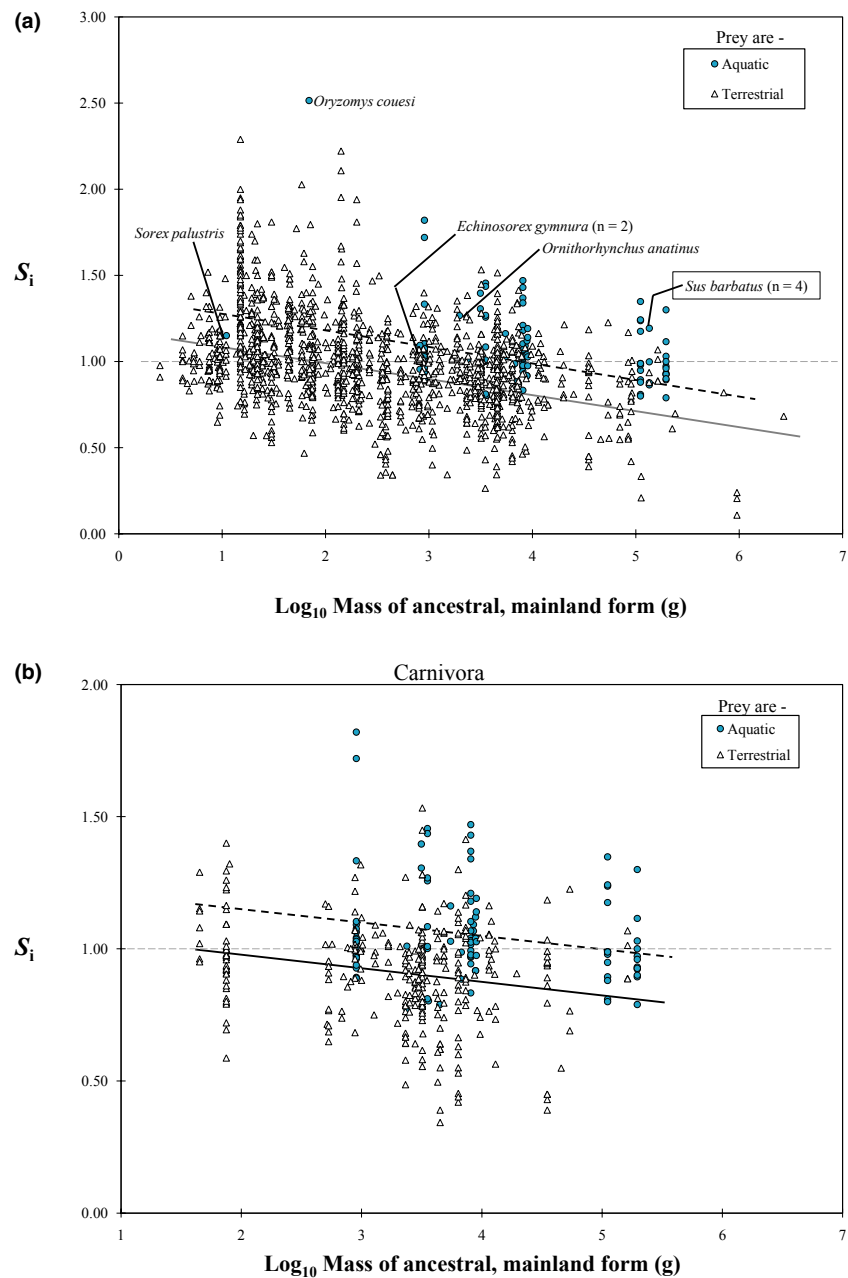 (a)
3.00
2.50
2.00
1.50
1.00
0.50
0.00
Si
Prey are -
Aquatic
Terrestrial
Oryzomys couesi
Sorex palustris
Echinosorex gymnura (n = 2)
Ornithorhynchus anatinus
Sus barbatus (n = 4)
0 1 2 3 4 5 6 7
Log10 Mass of ancestral, mainland form (g)
(b)
Carnivora
2.00
1.50
1.00
0.50
0.00
Si
Prey are -
Aquatic
Terrestrial
1 2 3 4 5 6 7
Log10 Mass of ancestral, mainland form (g)